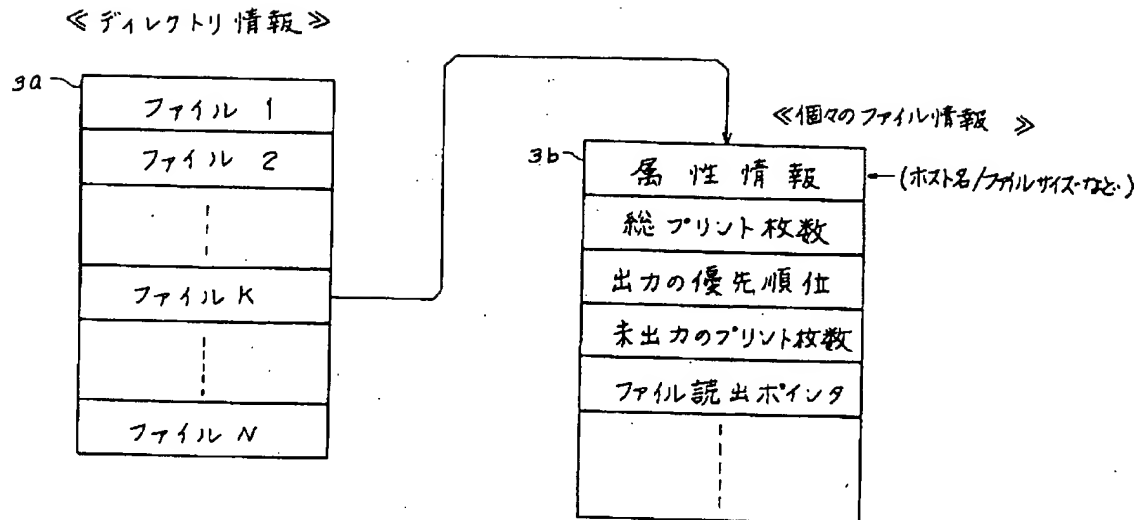 ≪ディレクトリ情報≫
3a
ファイル 1
ファイル 2
ファイル K
ファイル N
≪個々のファイル情報≫
3b
属性情報
(ホスト名/ファイルサイズなど)
総プリント枚数
出力の優先順位
未出力のプリント枚数
ファイル読出ポインタ